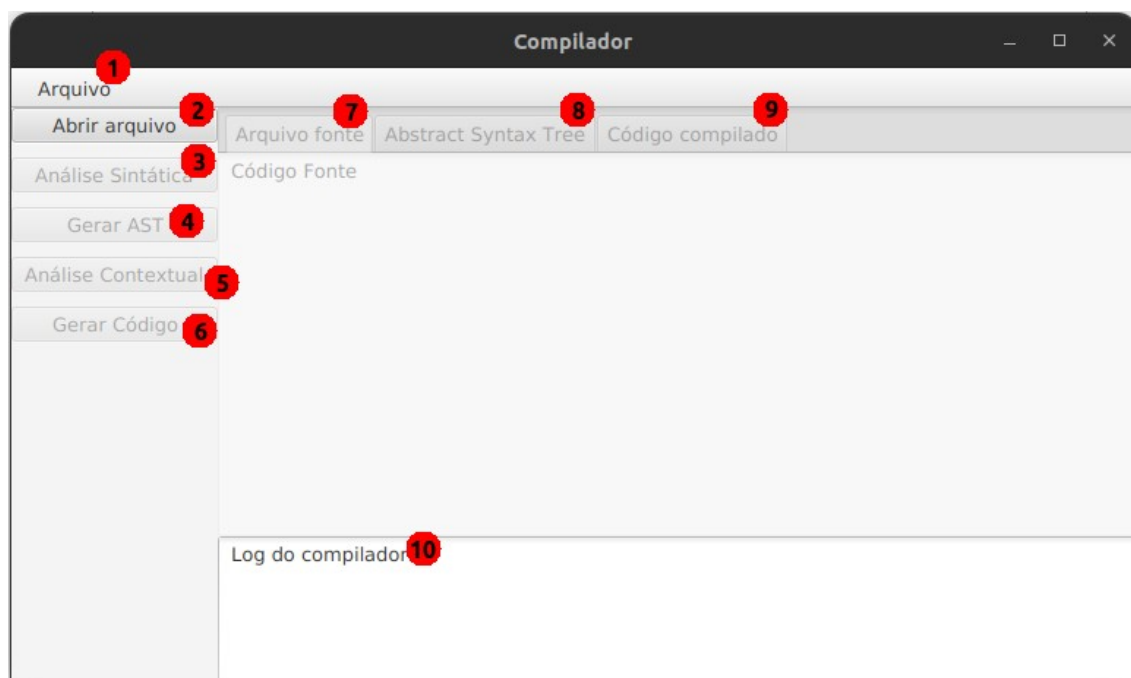 Compilador
1
Arquivo
2
Abrir arquivo
3
Análise Sintática
4
Gerar AST
5
Análise Contextual
6
Gerar Código
7
8
9
Arquivo fonte Abstract Syntax Tree Código compilado
Código Fonte
Log do compilador 10